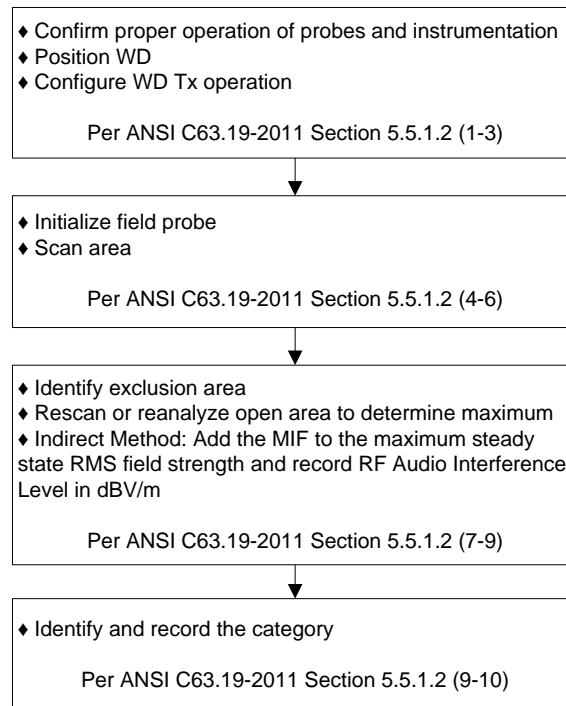 ♦ Confirm proper operation of probes and instrumentation
♦ Position WD
♦ Configure WD Tx operation
Per ANSI C63.19-2011 Section 5.5.1.2 (1-3)
♦ Initialize field probe
♦ Scan area
Per ANSI C63.19-2011 Section 5.5.1.2 (4-6)
♦ Identify exclusion area
♦ Rescan or reanalyze open area to determine maximum
♦ Indirect Method: Add the MIF to the maximum steady
state RMS field strength and record RF Audio Interference
Level in dBV/m
Per ANSI C63.19-2011 Section 5.5.1.2 (7-9)
♦ Identify and record the category
Per ANSI C63.19-2011 Section 5.5.1.2 (9-10)